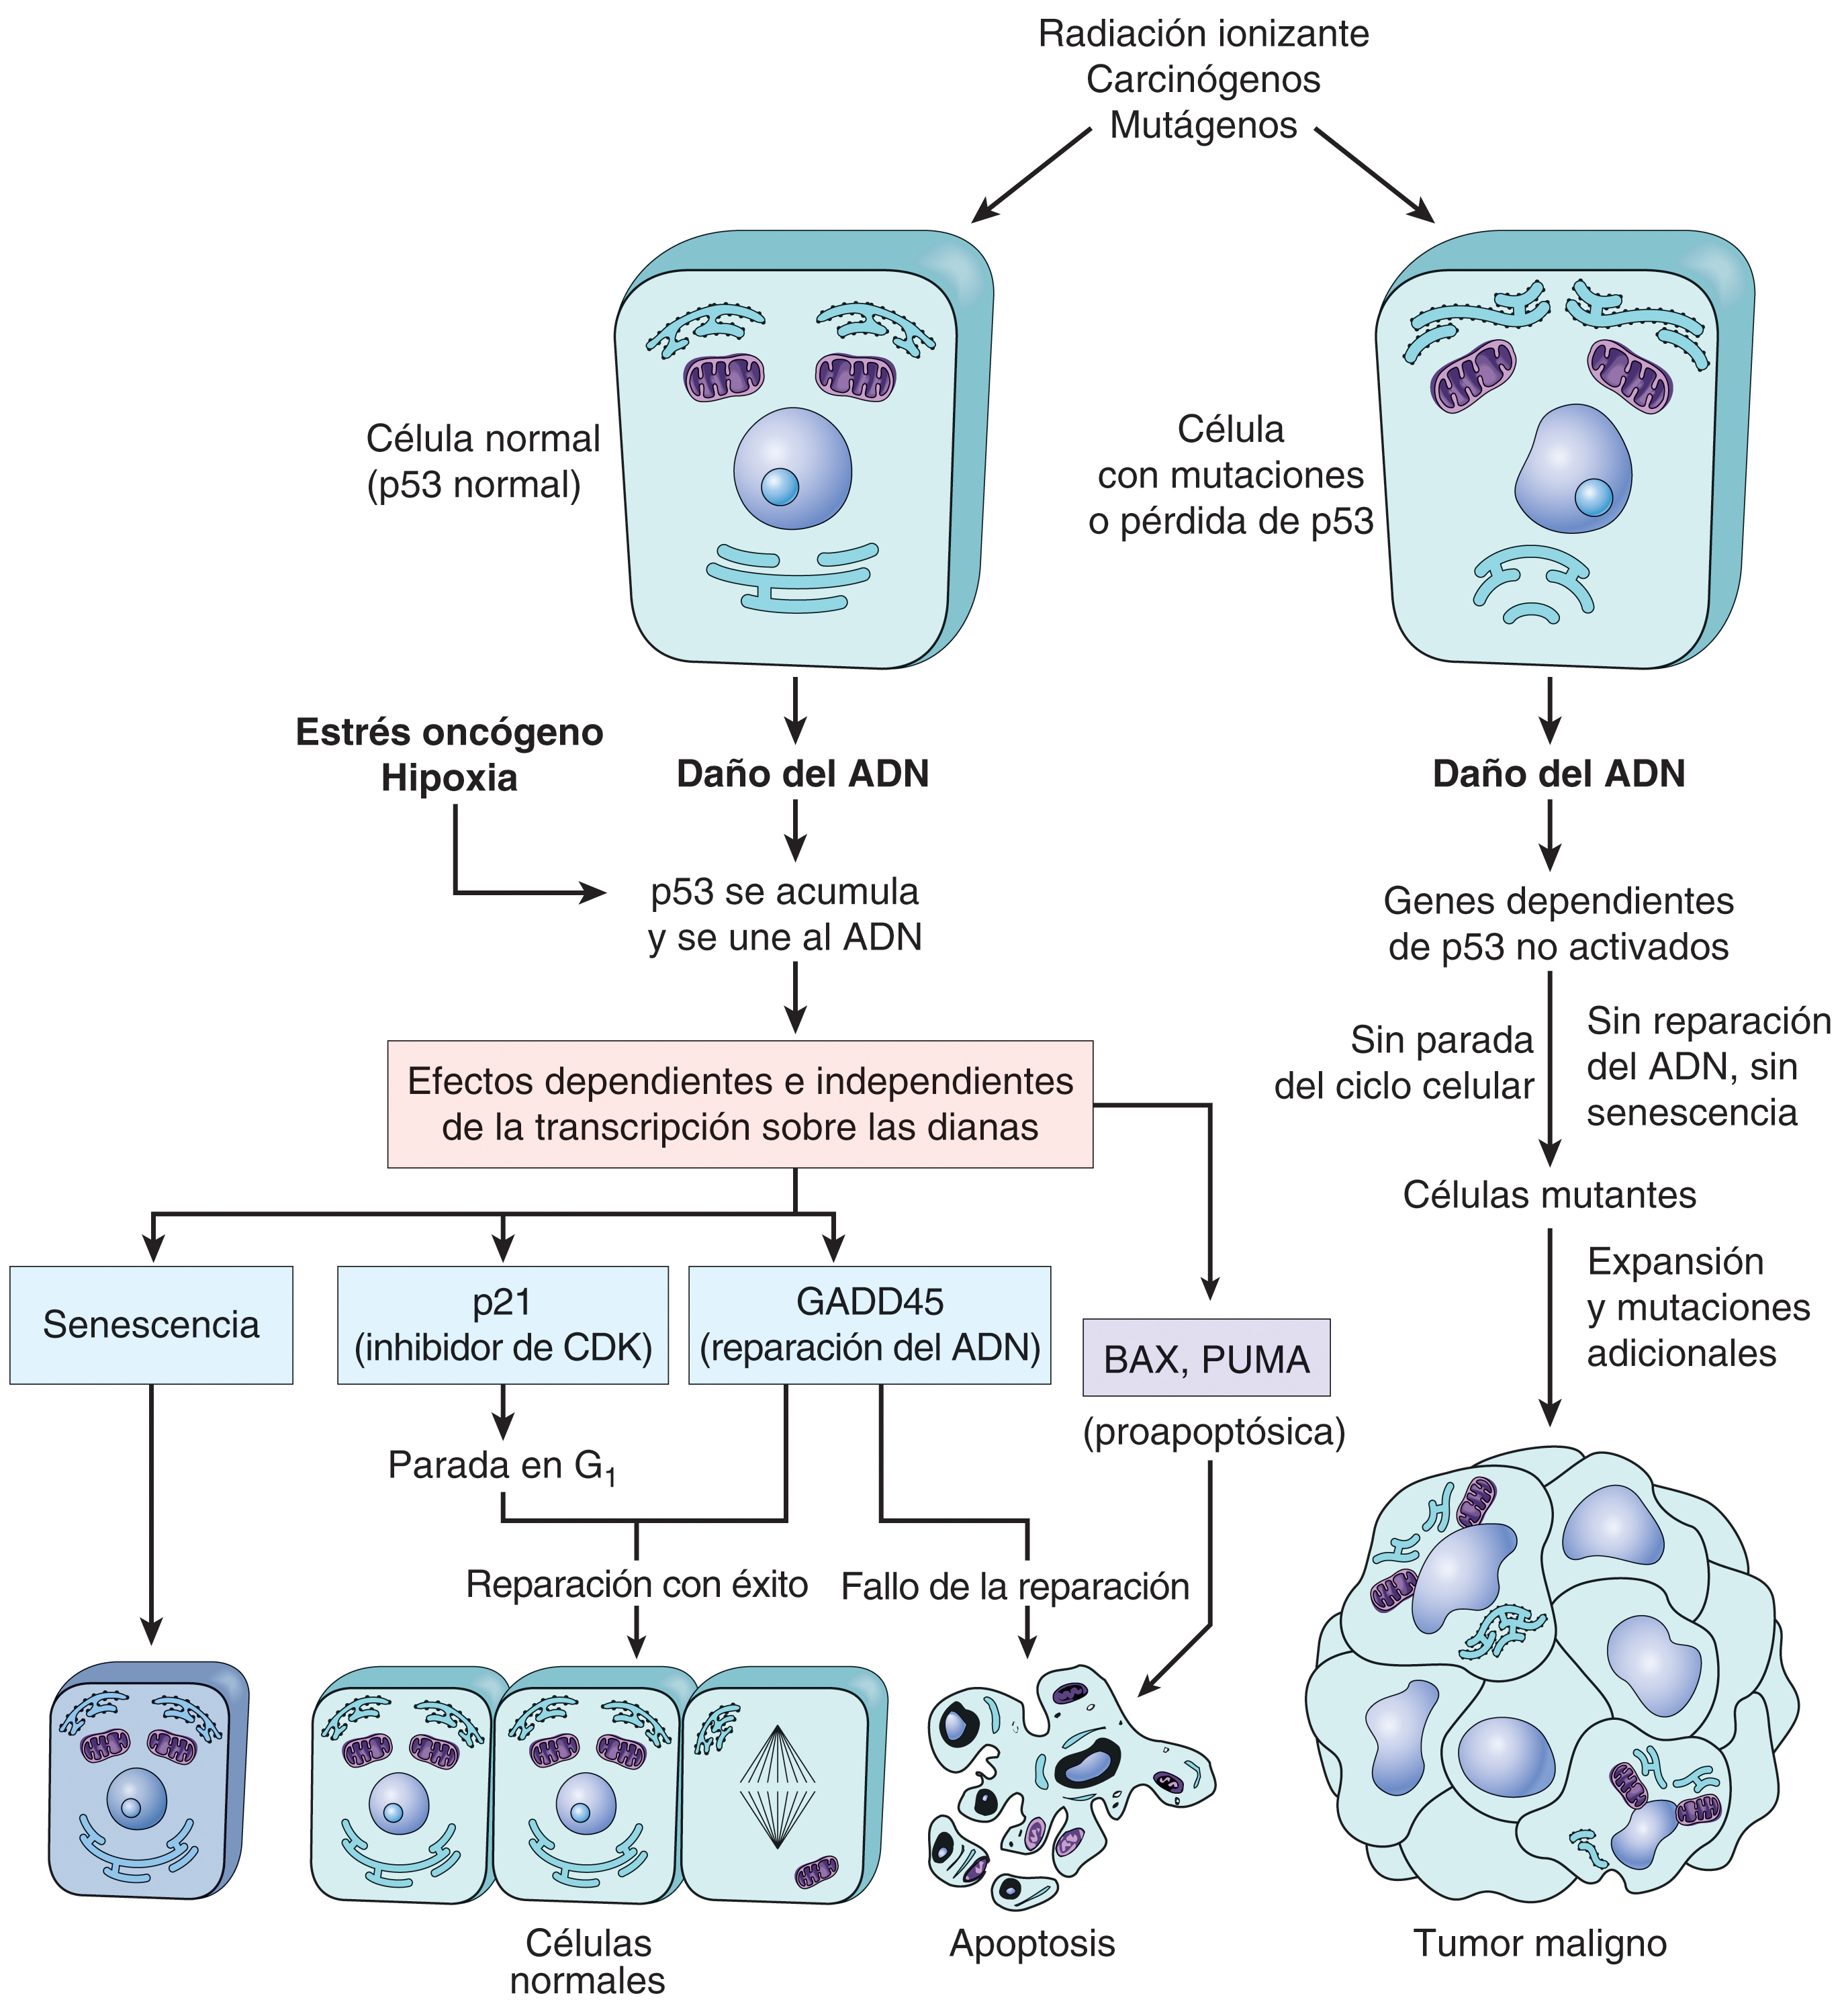 Radiación ionizante
Carcinógenos
Mutágenos
Célula normal
(p53 normal)
Célula
con mutaciones
o pérdida de p53
Estrés oncógeno
Hipoxia
Daño del ADN
Daño del ADN
p53 se acumula
y se une al ADN
Genes dependientes
de p53 no activados
Sin parada
del ciclo celular
Sin reparación
del ADN, sin
senescencia
Efectos dependientes e independientes
de la transcripción sobre las dianas
Células mutantes
Senescencia
p21
(inhibidor de CDK)
GADD45
(reparación del ADN)
BAX, PUMA
(proapoptósica)
Expansión
y mutaciones
adicionales
Parada en G₁
Reparación con éxito
Fallo de la reparación
Células
normales
Apoptosis
Tumor maligno